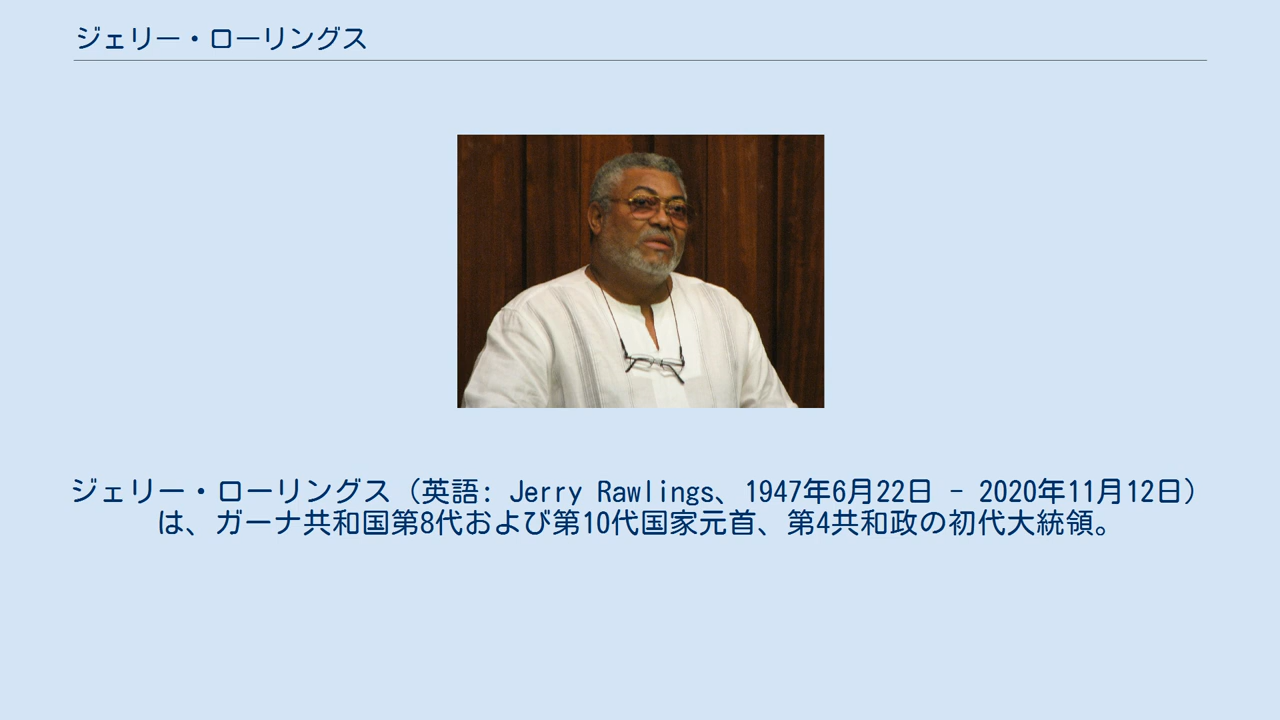 ジェリー・ローリングス
ジェリー・ローリングス（英語: Jerry Rawlings、1947年6月22日 - 2020年11月12日）
は、ガーナ共和国第8代および第10代国家元首、第4共和政の初代大統領。